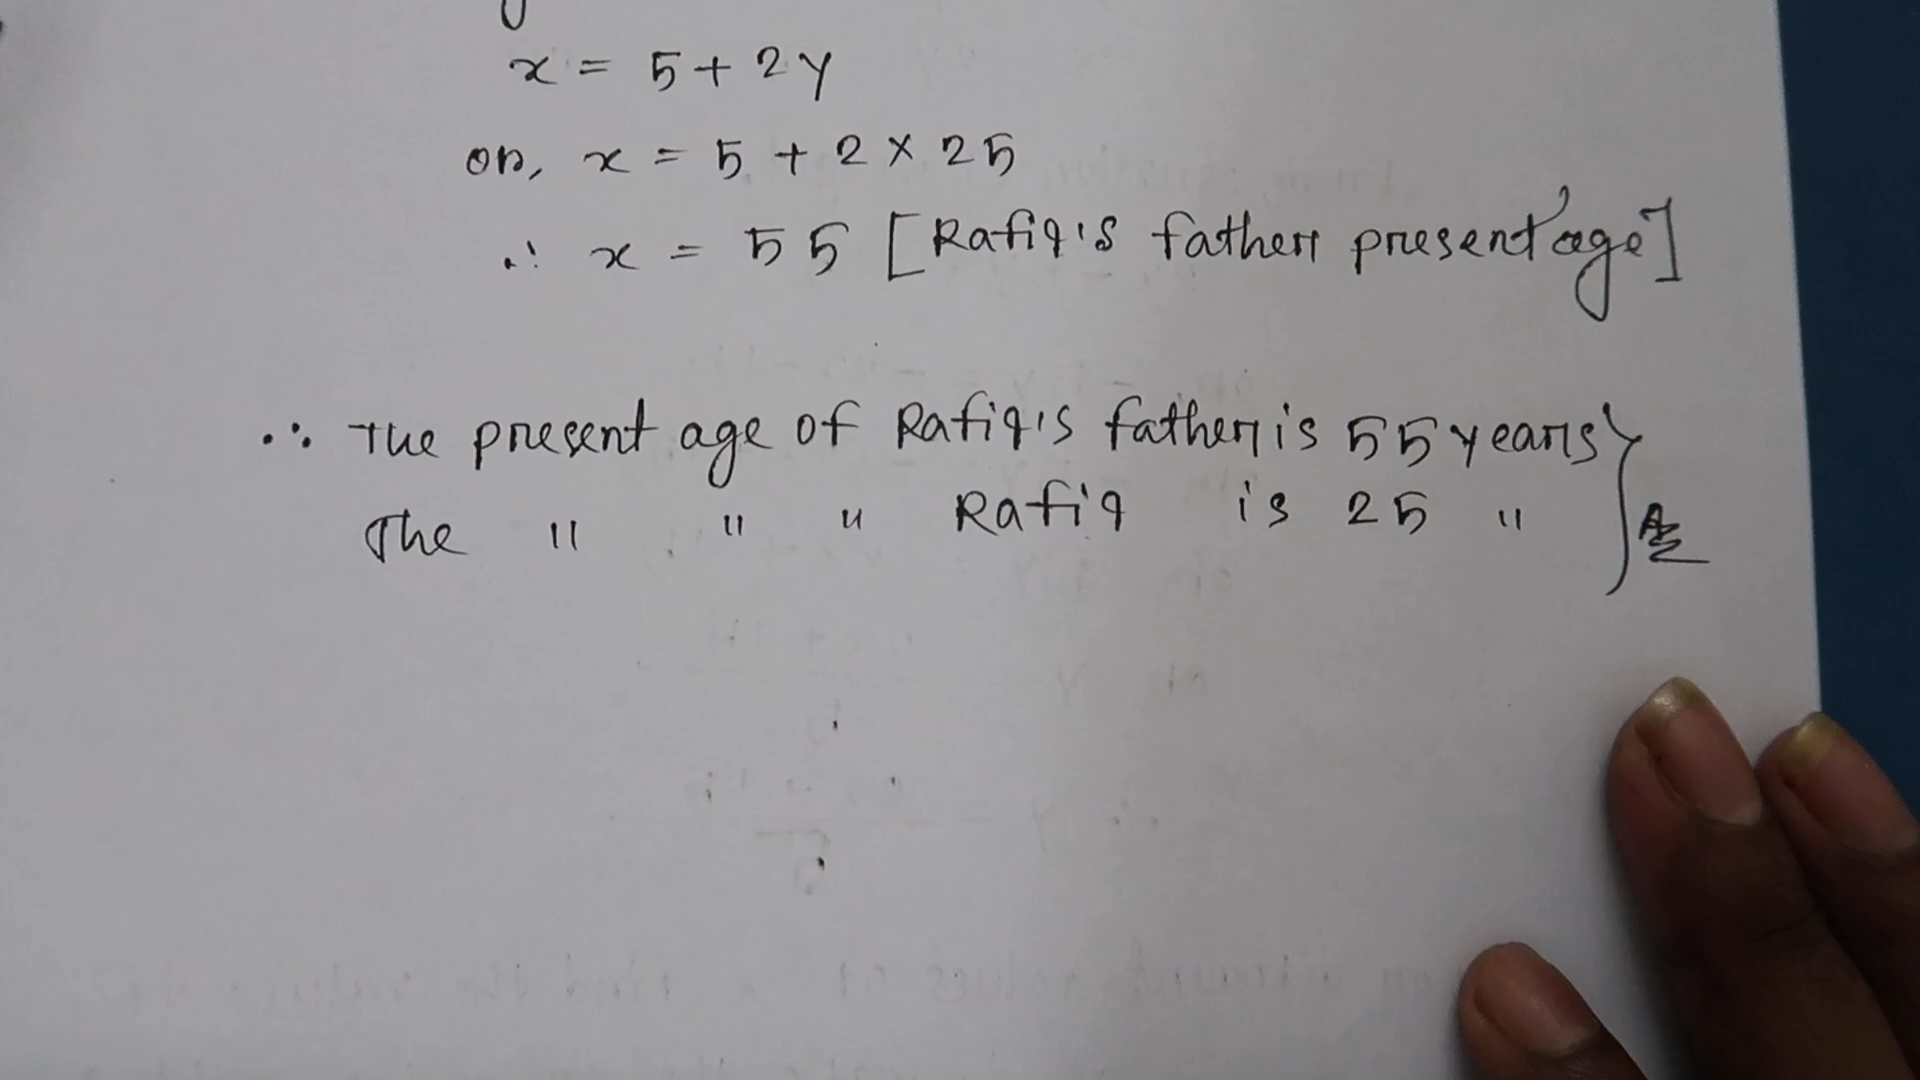 x = 5 + 2y
or, x = 5 + 2 × 25
∴ x = 55 [Rafiq's father present age]
∴ The present age of Rafiq's father is 55 years
The " " " Rafiq is 25 "